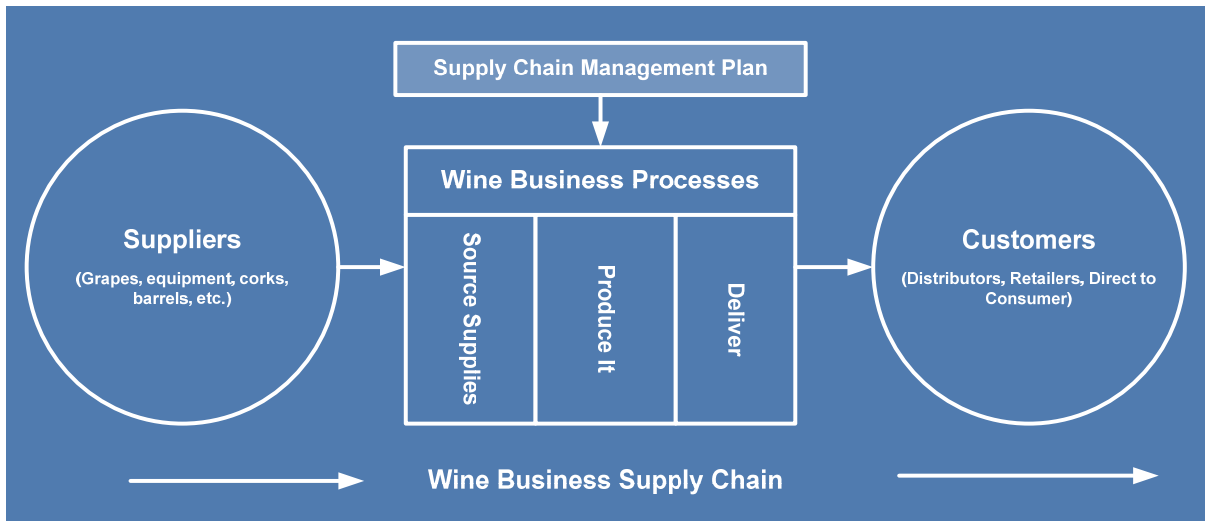 Supply Chain Management Plan
Wine Business Processes
Suppliers
(Grapes, equipment, corks,
barrels, etc.)
Source Supplies
Produce It
Deliver
Customers
(Distributors, Retailers, Direct to
Consumer)
Wine Business Supply Chain